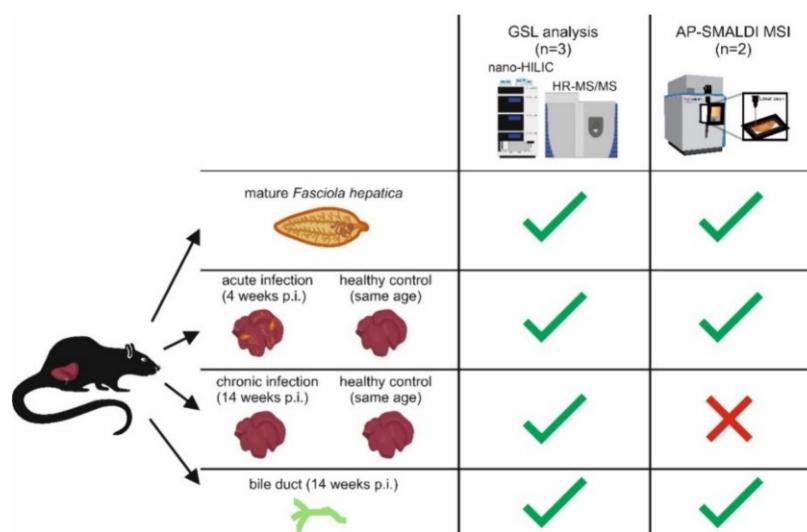 GSL analysis
(n=3)
nano-HILIC
HR-MS/MS
AP-SMALDI MSI
(n=2)
mature Fasciola hepatica
acute infection
(4 weeks p.i.)
healthy control
(same age)
chronic infection
(14 weeks p.i.)
healthy control
(same age)
bile duct (14 weeks p.i.)